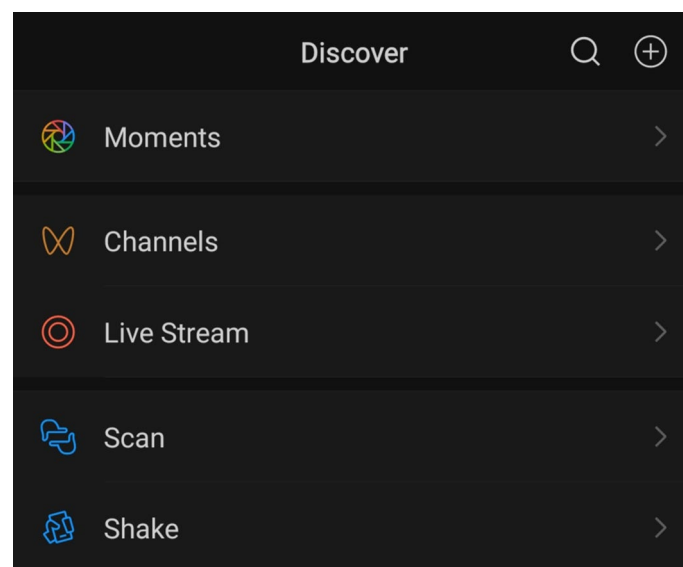 Discover
Moments
Channels
Live Stream
Scan
Shake